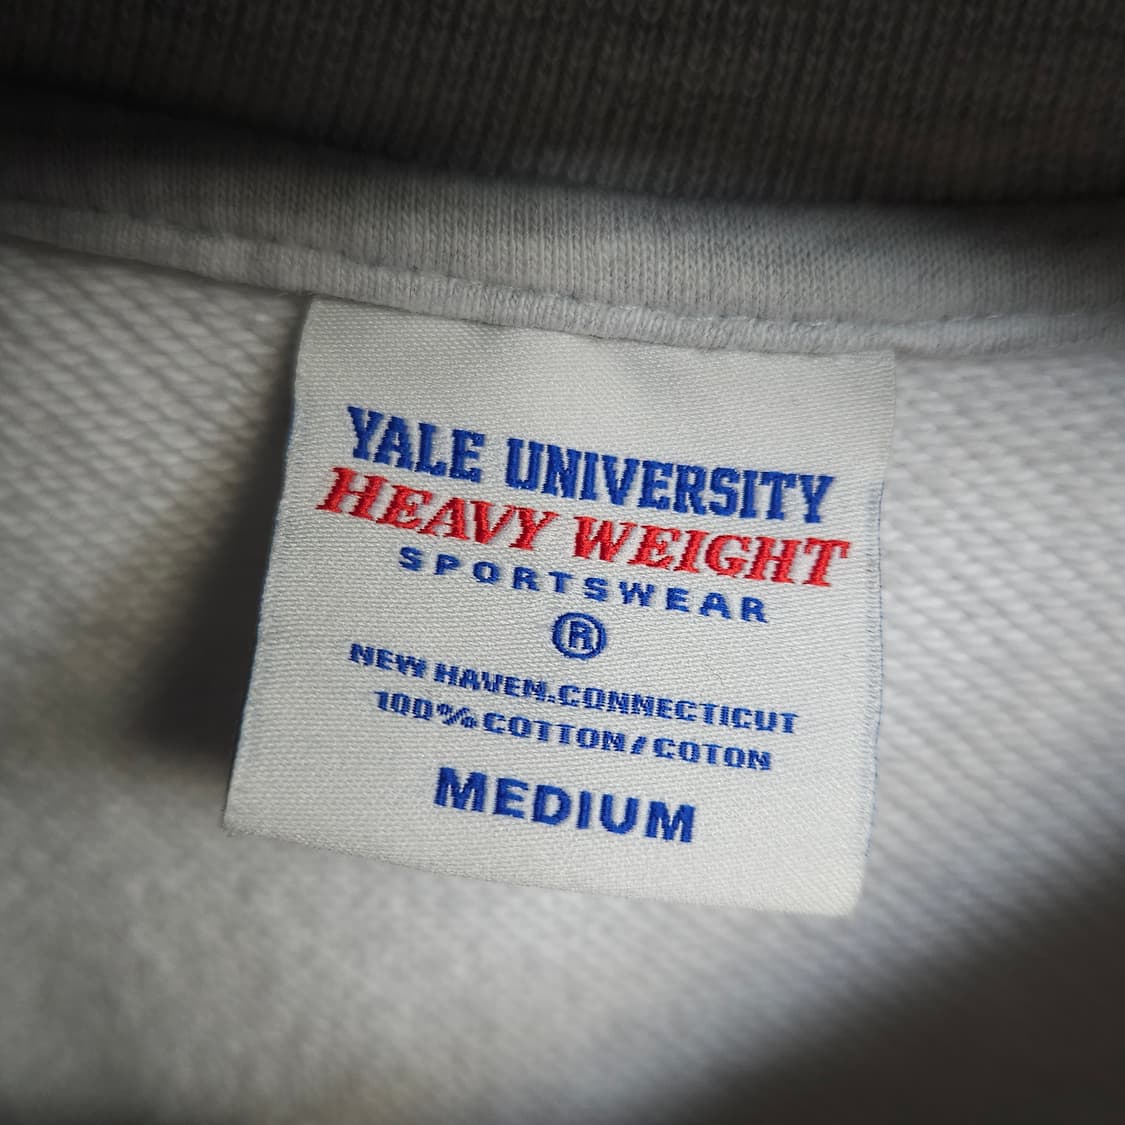 YALE UNIVERSITY
HEAVY WEIGHT
SPORTSWEAR
®
NEW HAVEN.CONNECTICUT
100% COTTON/COTON
MEDIUM